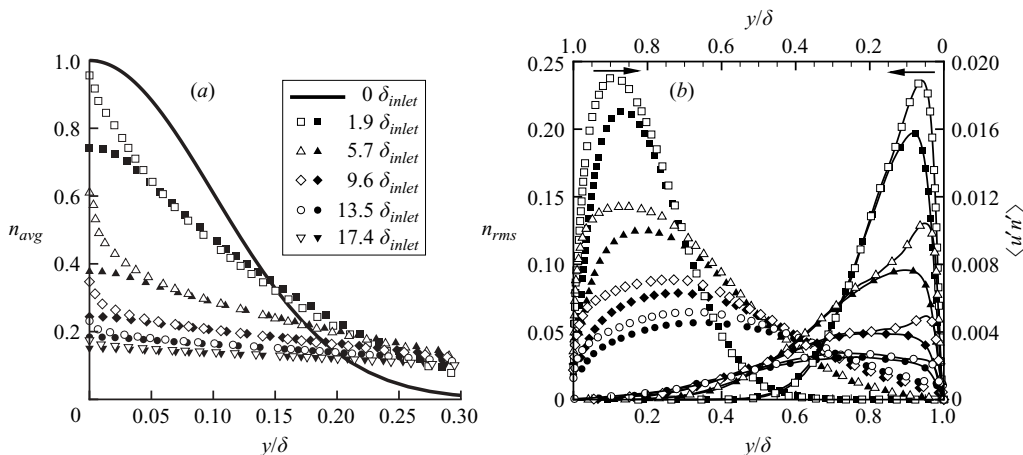 y/δ
1.0 0.8 0.6 0.4 0.2 0
1.0
0.8
0.6
0.4
0.2
n_avg
0
0.05
0.10
0.15
0.20
0.25
0.30
y/δ
(a)
0 δ_inlet
1.9 δ_inlet
5.7 δ_inlet
9.6 δ_inlet
13.5 δ_inlet
17.4 δ_inlet
0.25
0.20
0.15
0.10
0.05
0
n_rms
(b)
0.020
0.016
0.012
0.008
0.004
0
⟨u′n′⟩
0.2 0.4 0.6 0.8 1.0
y/δ